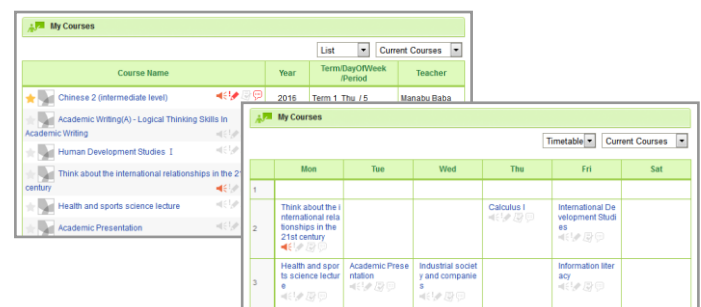 My Courses
List Current Courses
Course Name Year Term/DayOfWeek/Period Teacher
Chinese 2 (intermediate level) 2016 Term 1 Thu / 5 Manabu Baba
Academic Writing(A) - Logical Thinking Skills In
Academic Writing
Human Development Studies I
Think about the international relationships in the 2
century
Health and sports science lecture
Academic Presentation
My Courses
Timetable Current Courses
Mon Tue Wed Thu Fri Sat
1
2
Think about the i
nternational rela
tionships in the
21st century
Calculus I
International De
velopment Studi
es
3
Health and spor
ts science lectur
e
Academic Prese
ntation
Industrial societ
y and companie
s
Information liter
acy